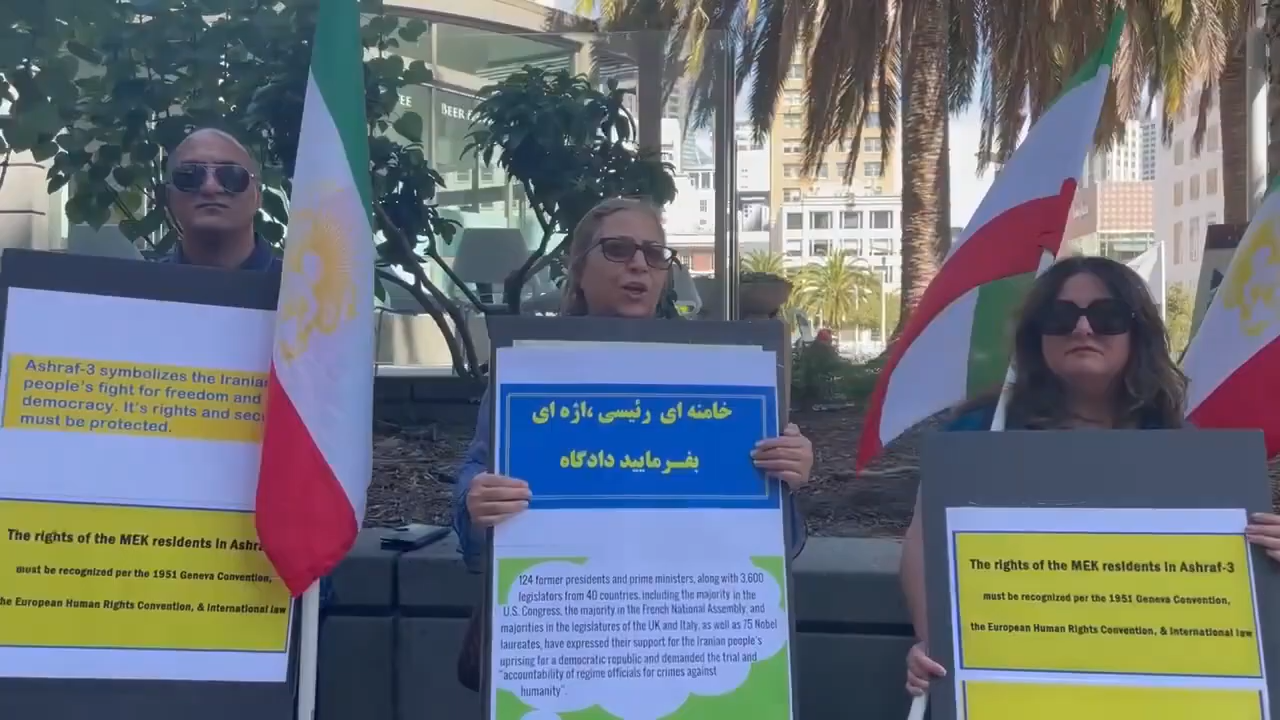 EE
BEER
Ashraf-3 symbolizes the Iranian
people's fight for freedom and
democracy. It's rights and
must be protected.
The rights of the MEK residents in
must be recognized per the 1951 Geneva Convention,
the European Human Rights Convention, & International law
خامنه ای رئیسی ،اژه ای
بفـرمایید دادگاه
124 former presidents and prime ministers, along with 3,600
legislators from 40 countries, including the majority in the
U.S. Congress, the majority in the French National Assembly, and
majorities in the legislatures of the UK and Italy, as well as 75 Nobel
laureates, have expressed their support for the Iranian people's
uprising for a democratic republic and demanded the trial and
"accountability of regime officials for crimes against
humanity".
The rights of the MEK residents in Ashraf-3
must be recognized per the 1951 Geneva Convention,
the European Human Rights Convention, & International law